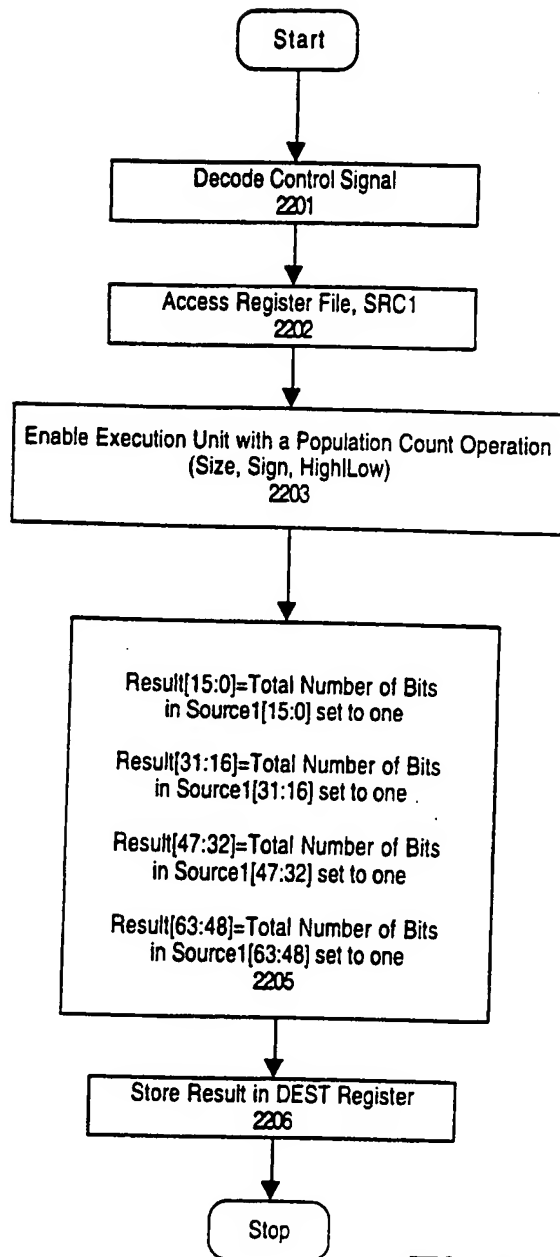 Start
Decode Control Signal
2201
Access Register File, SRC1
2202
Enable Execution Unit with a Population Count Operation
(Size, Sign, High|Low)
2203
Result[15:0]=Total Number of Bits
in Source1[15:0] set to one
Result[31:16]=Total Number of Bits
in Source1[31:16] set to one
Result[47:32]=Total Number of Bits
in Source1[47:32] set to one
Result[63:48]=Total Number of Bits
in Source1[63:48] set to one
2205
Store Result in DEST Register
2206
Stop